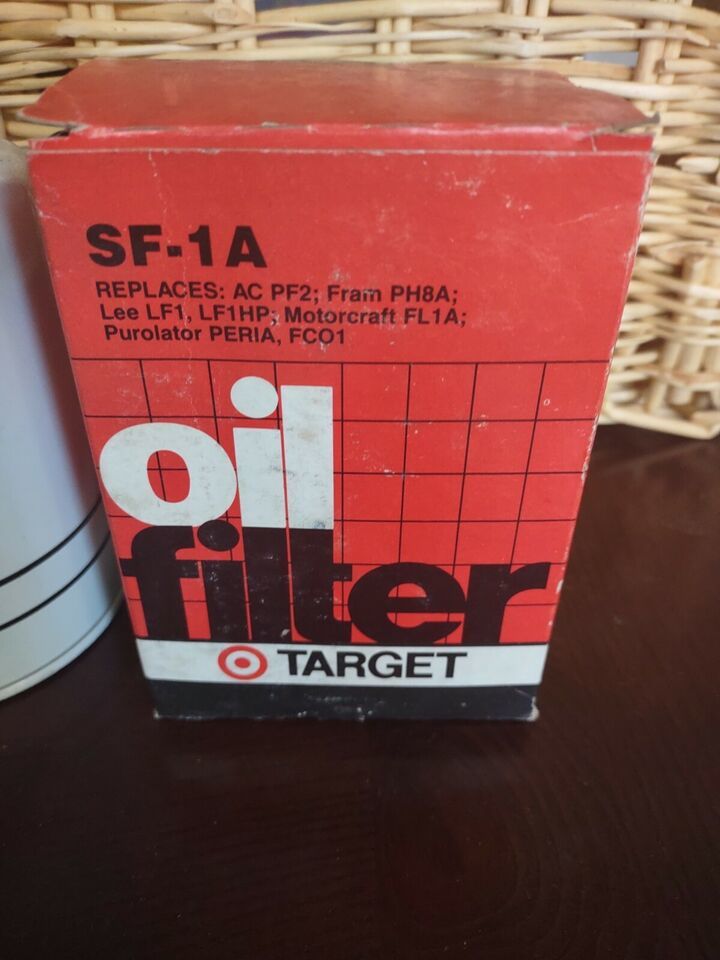 SF-1A
REPLACES: AC PF2; Fram PH8A;
Lee LF1, LF1HP; Motorcraft FL1A;
Purolator PERIA, FCO1
oil
filter
TARGET